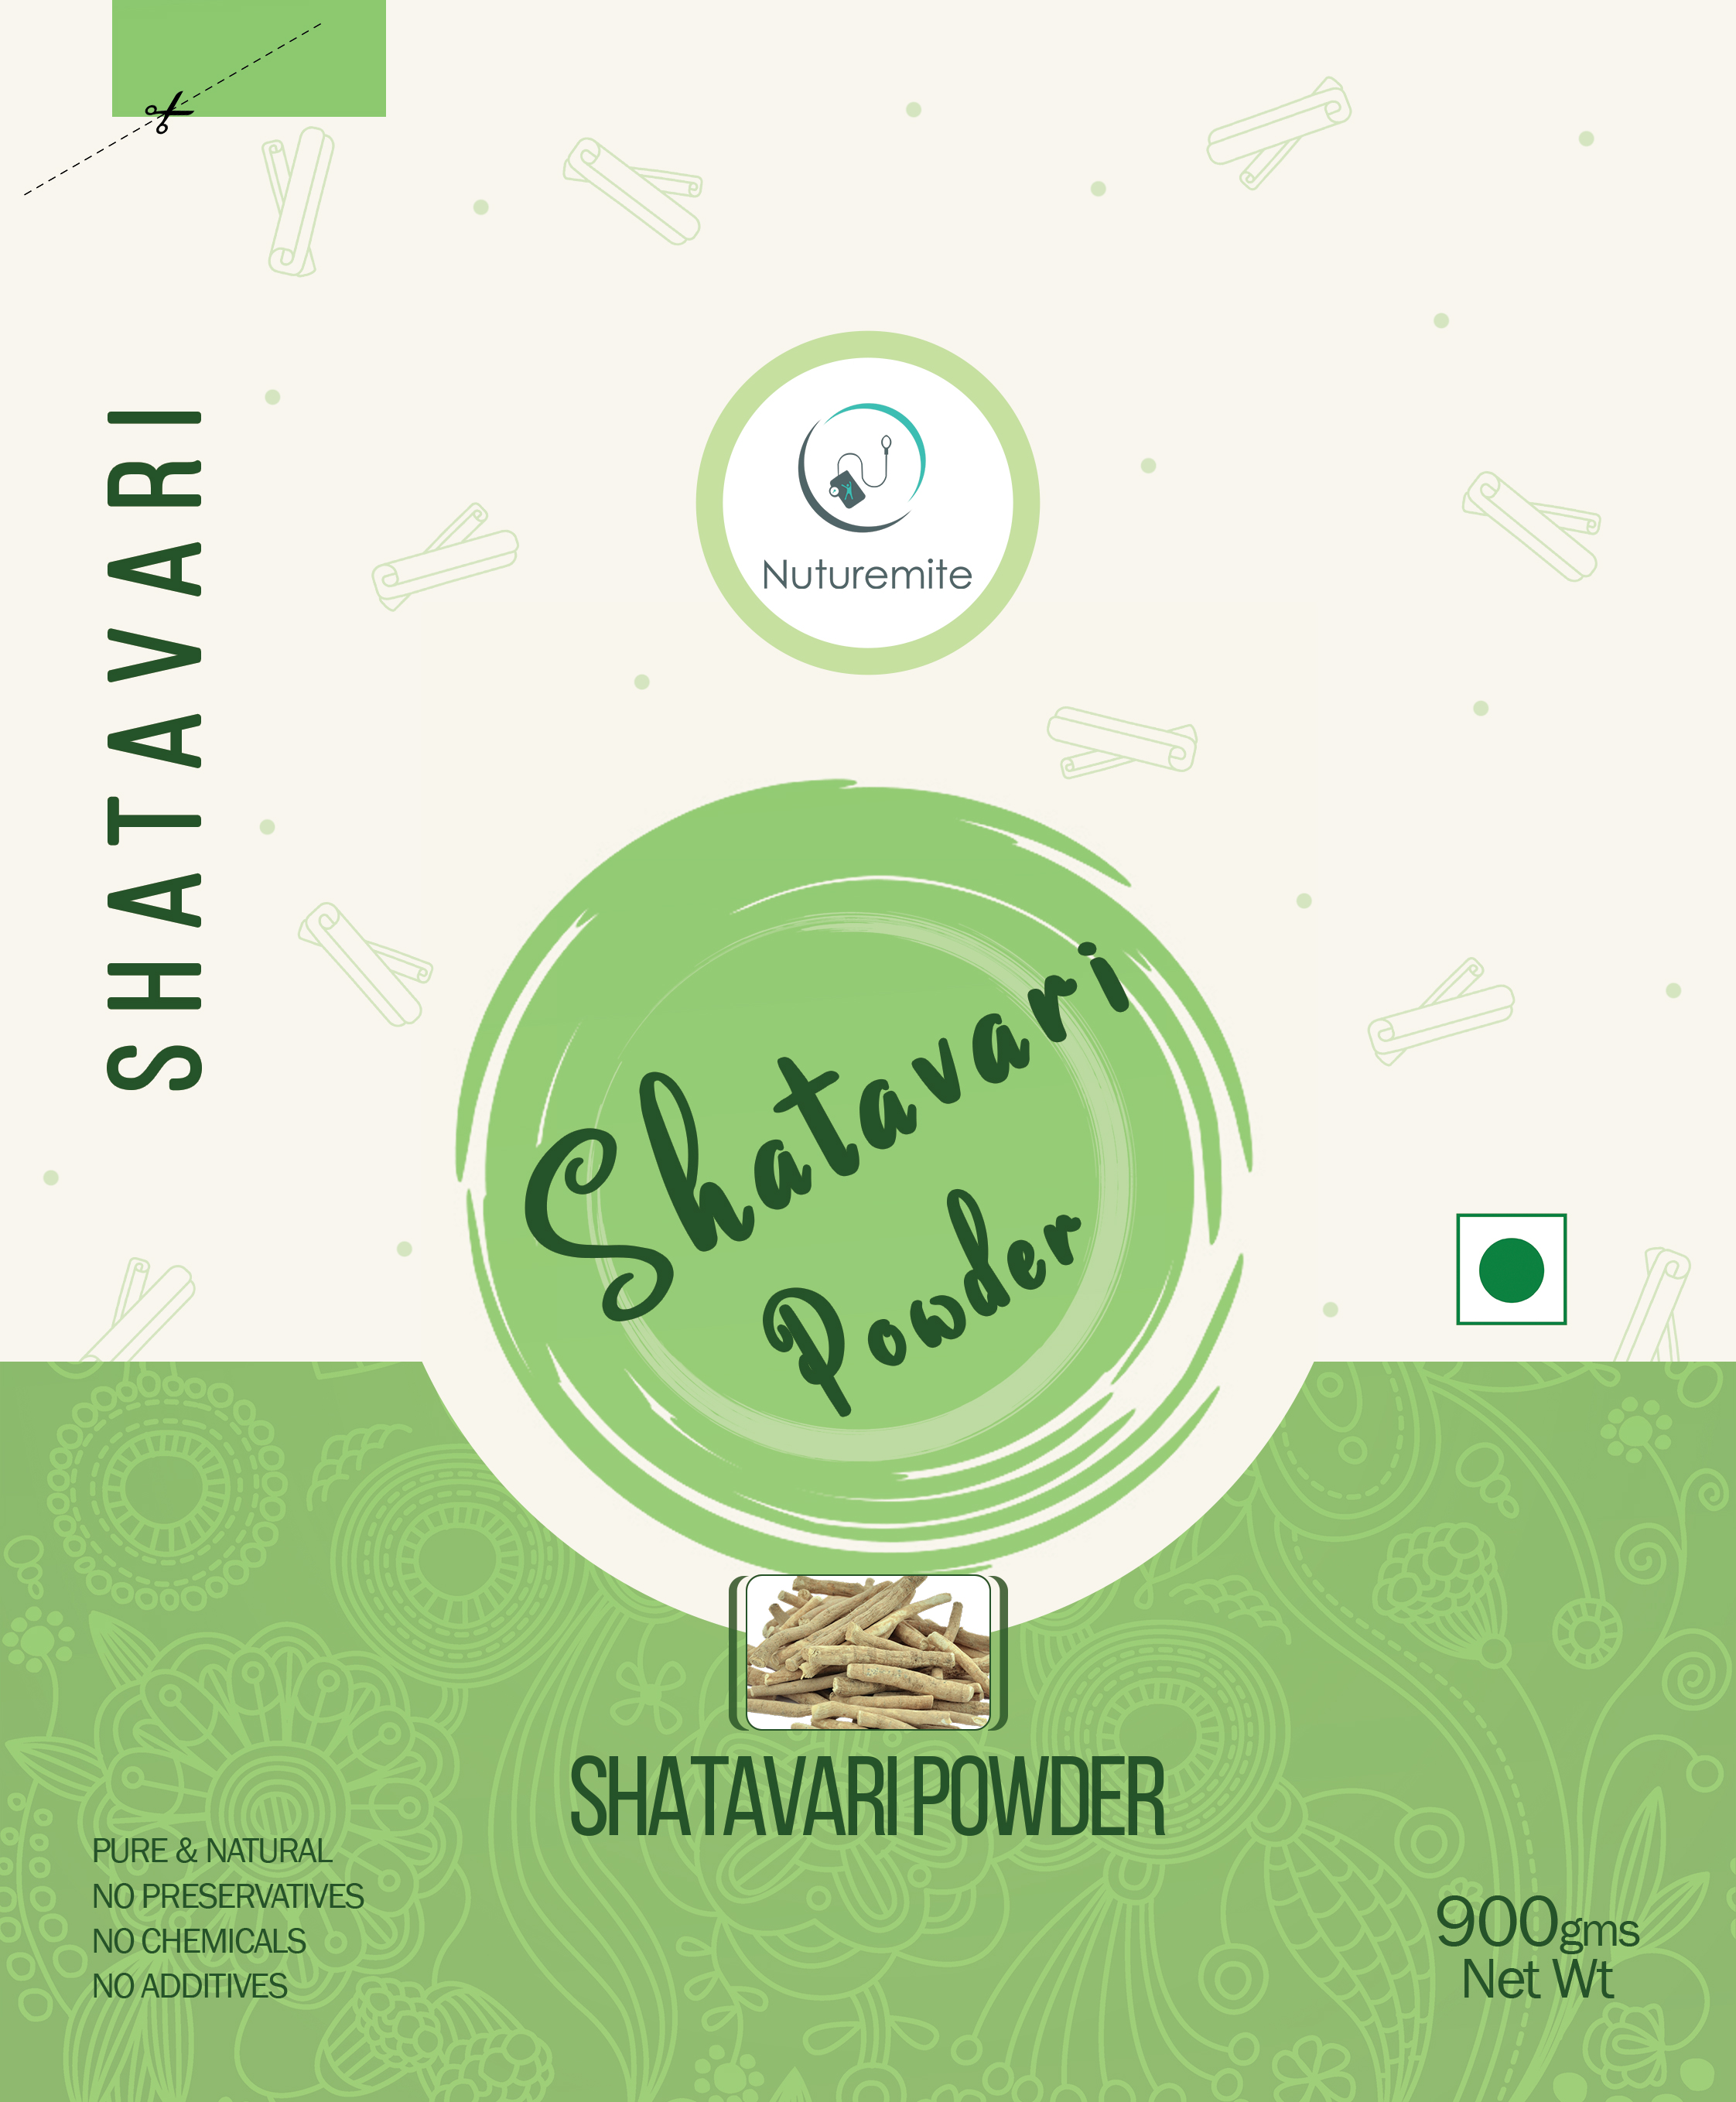 SHATAVARI
Nuturemite
Shatavari
Powder
SHATAVARI POWDER
PURE & NATURAL
NO PRESERVATIVES
NO CHEMICALS
NO ADDITIVES
900gms
Net Wt